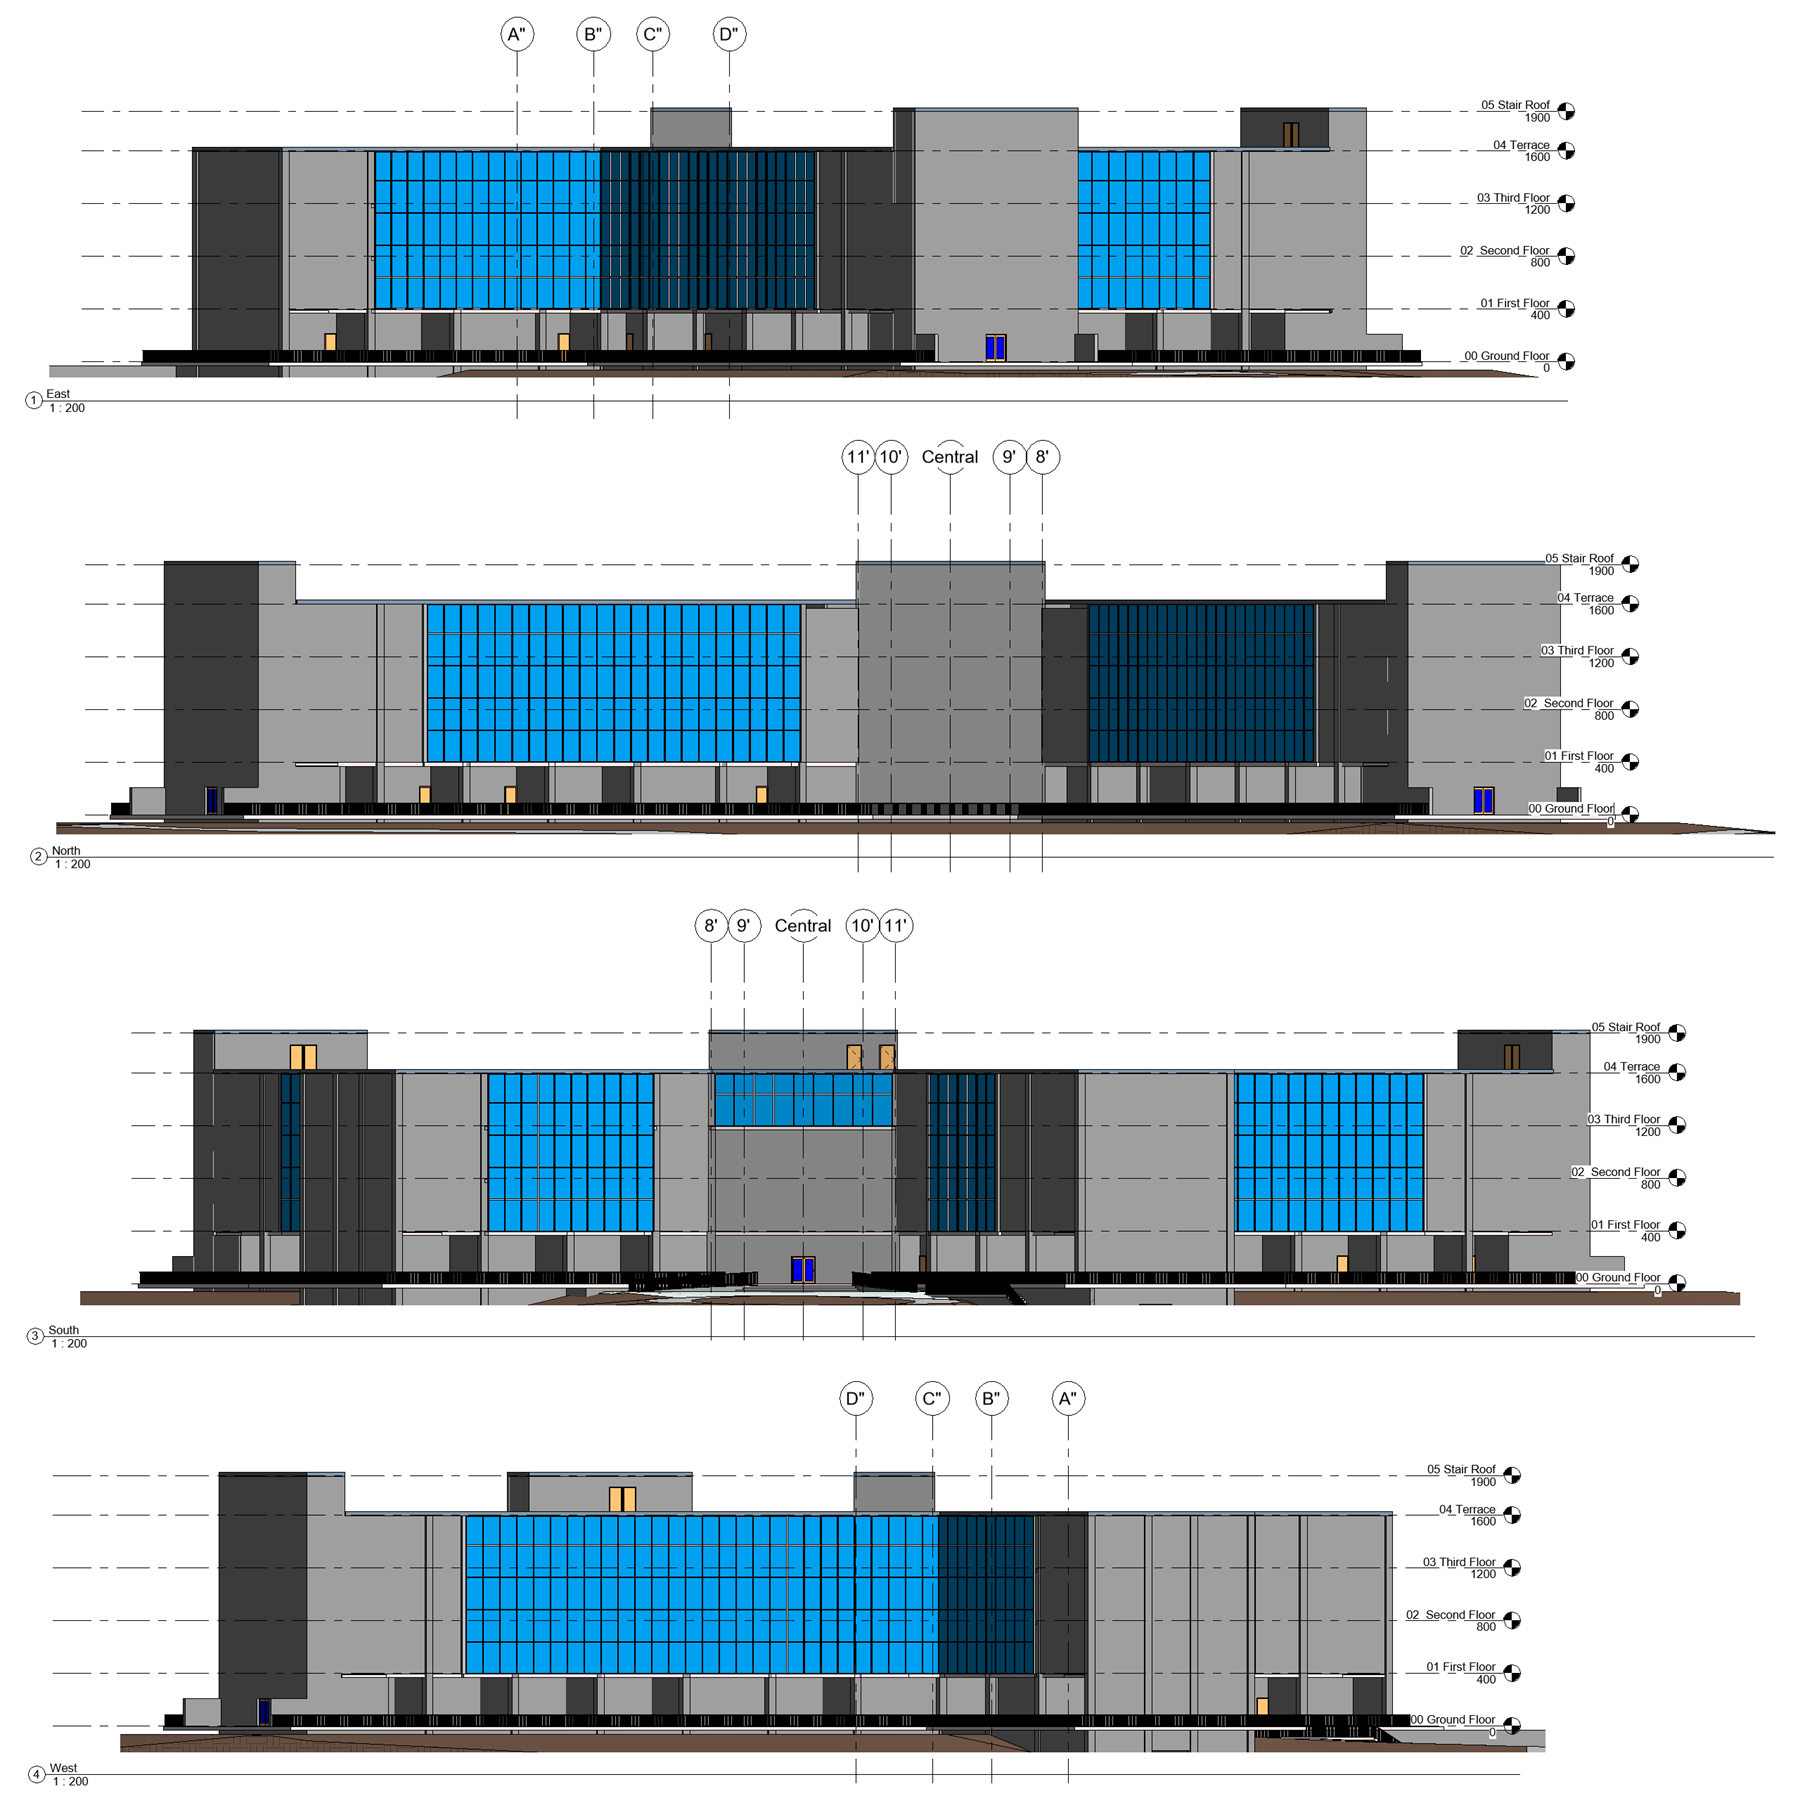 A" B" C" D"
05 Stair Roof
1900
04 Terrace
1600
03 Third Floor
1200
02 Second Floor
800
01 First Floor
400
00 Ground Floor
0
1 East
1 : 200
11' 10' Central 9' 8'
05 Stair Roof
1900
04 Terrace
1600
03 Third Floor
1200
02 Second Floor
800
01 First Floor
400
00 Ground Floor
0
2 North
1 : 200
8' 9' Central 10' 11'
05 Stair Roof
1900
04 Terrace
1600
03 Third Floor
1200
02 Second Floor
800
01 First Floor
400
00 Ground Floor
0
3 South
1 : 200
D" C" B" A"
05 Stair Roof
1900
04 Terrace
1600
03 Third Floor
1200
02 Second Floor
800
01 First Floor
400
00 Ground Floor
0
4 West
1 : 200